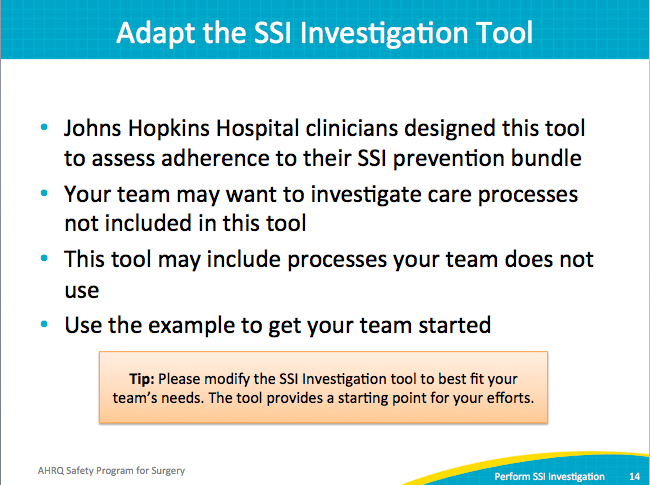 Adapt the SSI Investigation Tool
• Johns Hopkins Hospital clinicians designed this tool
to assess adherence to their SSI prevention bundle
• Your team may want to investigate care processes
not included in this tool
• This tool may include processes your team does not
use
• Use the example to get your team started
Tip: Please modify the SSI Investigation tool to best fit your
team's needs. The tool provides a starting point for your efforts.
AHRQ Safety Program for Surgery
Perform SSI Investigation 14